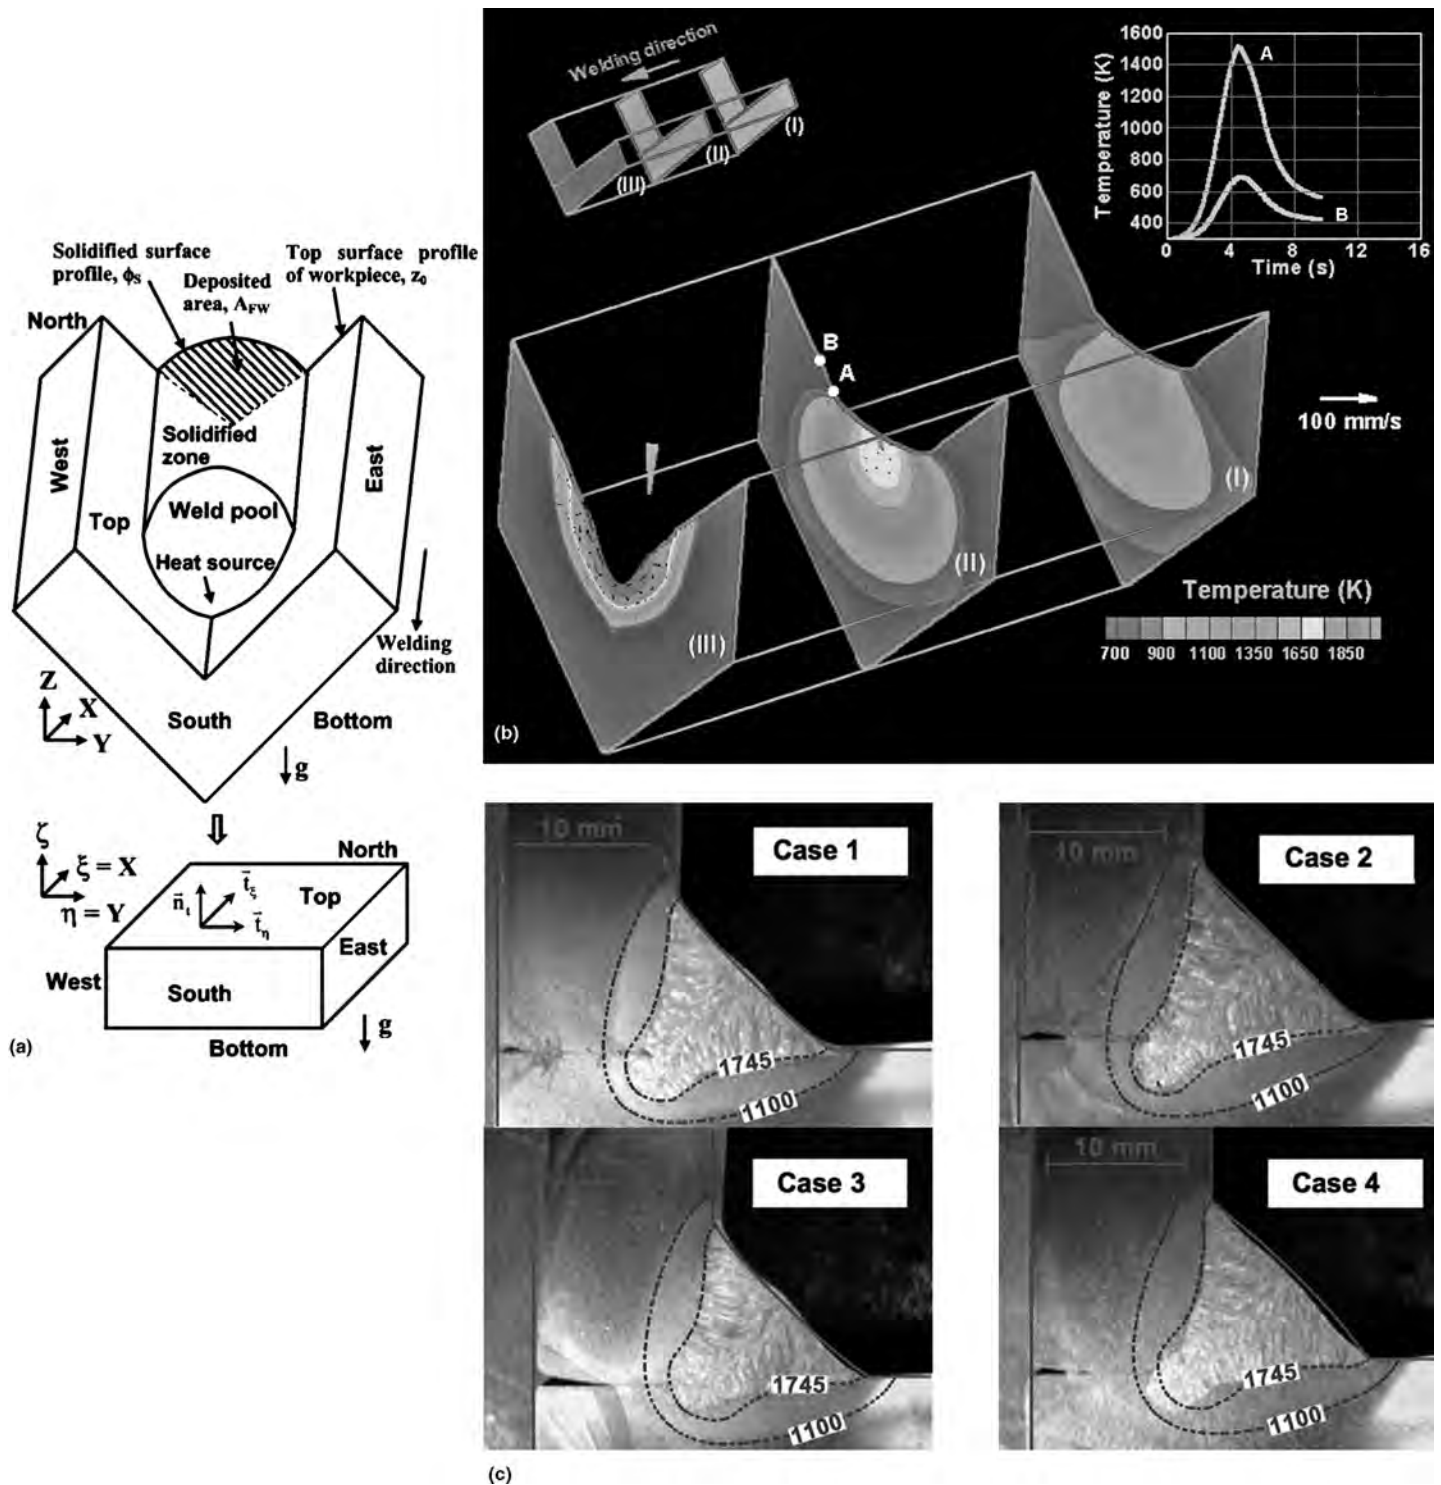 Solidified surface
profile, ϕS
Top surface profile
of workpiece, z0
Deposited
area, AFW
North
Solidified
zone
West
East
Top
Weld pool
Heat source
Welding
direction
Z
X
Y
South
Bottom
g
ζ
ξ = X
η = Y
North
Top
n⃗t
t⃗ξ
t⃗η
East
West
South
Bottom
g
(a)
Welding direction
(I)
(II)
(III)
1600
1400
1200
1000
800
600
400
Temperature (K)
A
B
0 4 8 12 16
Time (s)
B
A
100 mm/s
(I)
(II)
(III)
Temperature (K)
700 900 1100 1350 1650 1850
(b)
10 mm
Case 1
1745
1100
10 mm
Case 2
1745
1100
Case 3
1745
1100
10 mm
Case 4
1745
1100
(c)